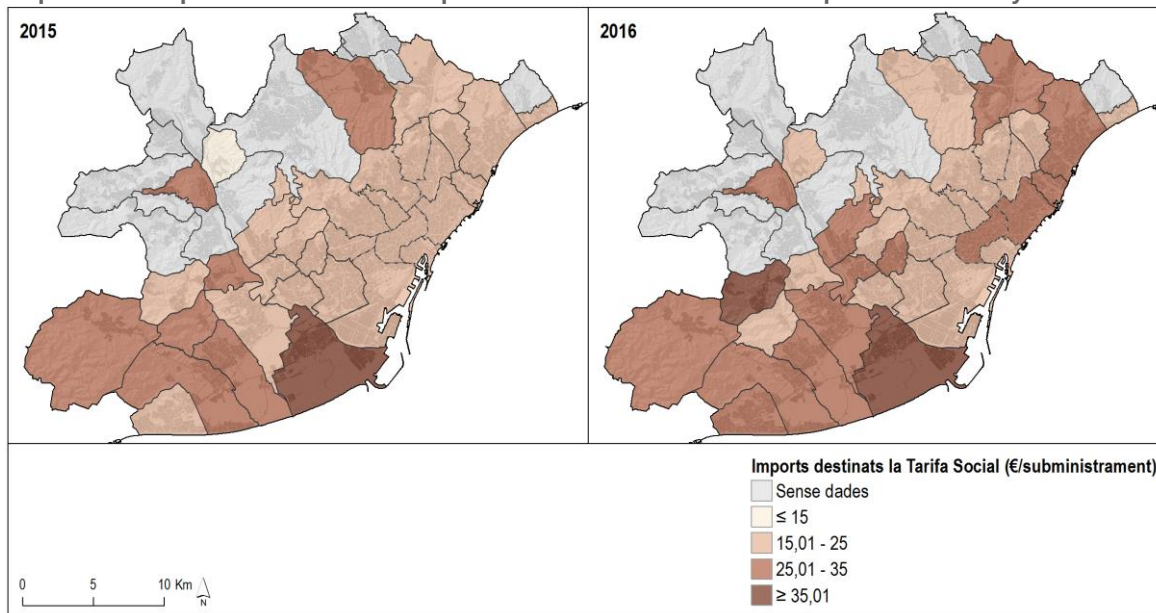 2015
2016
Imports destinats la Tarifa Social (€/subministrament)
Sense dades
≤ 15
15,01 - 25
25,01 - 35
≥ 35,01
0 5 10 Km
N